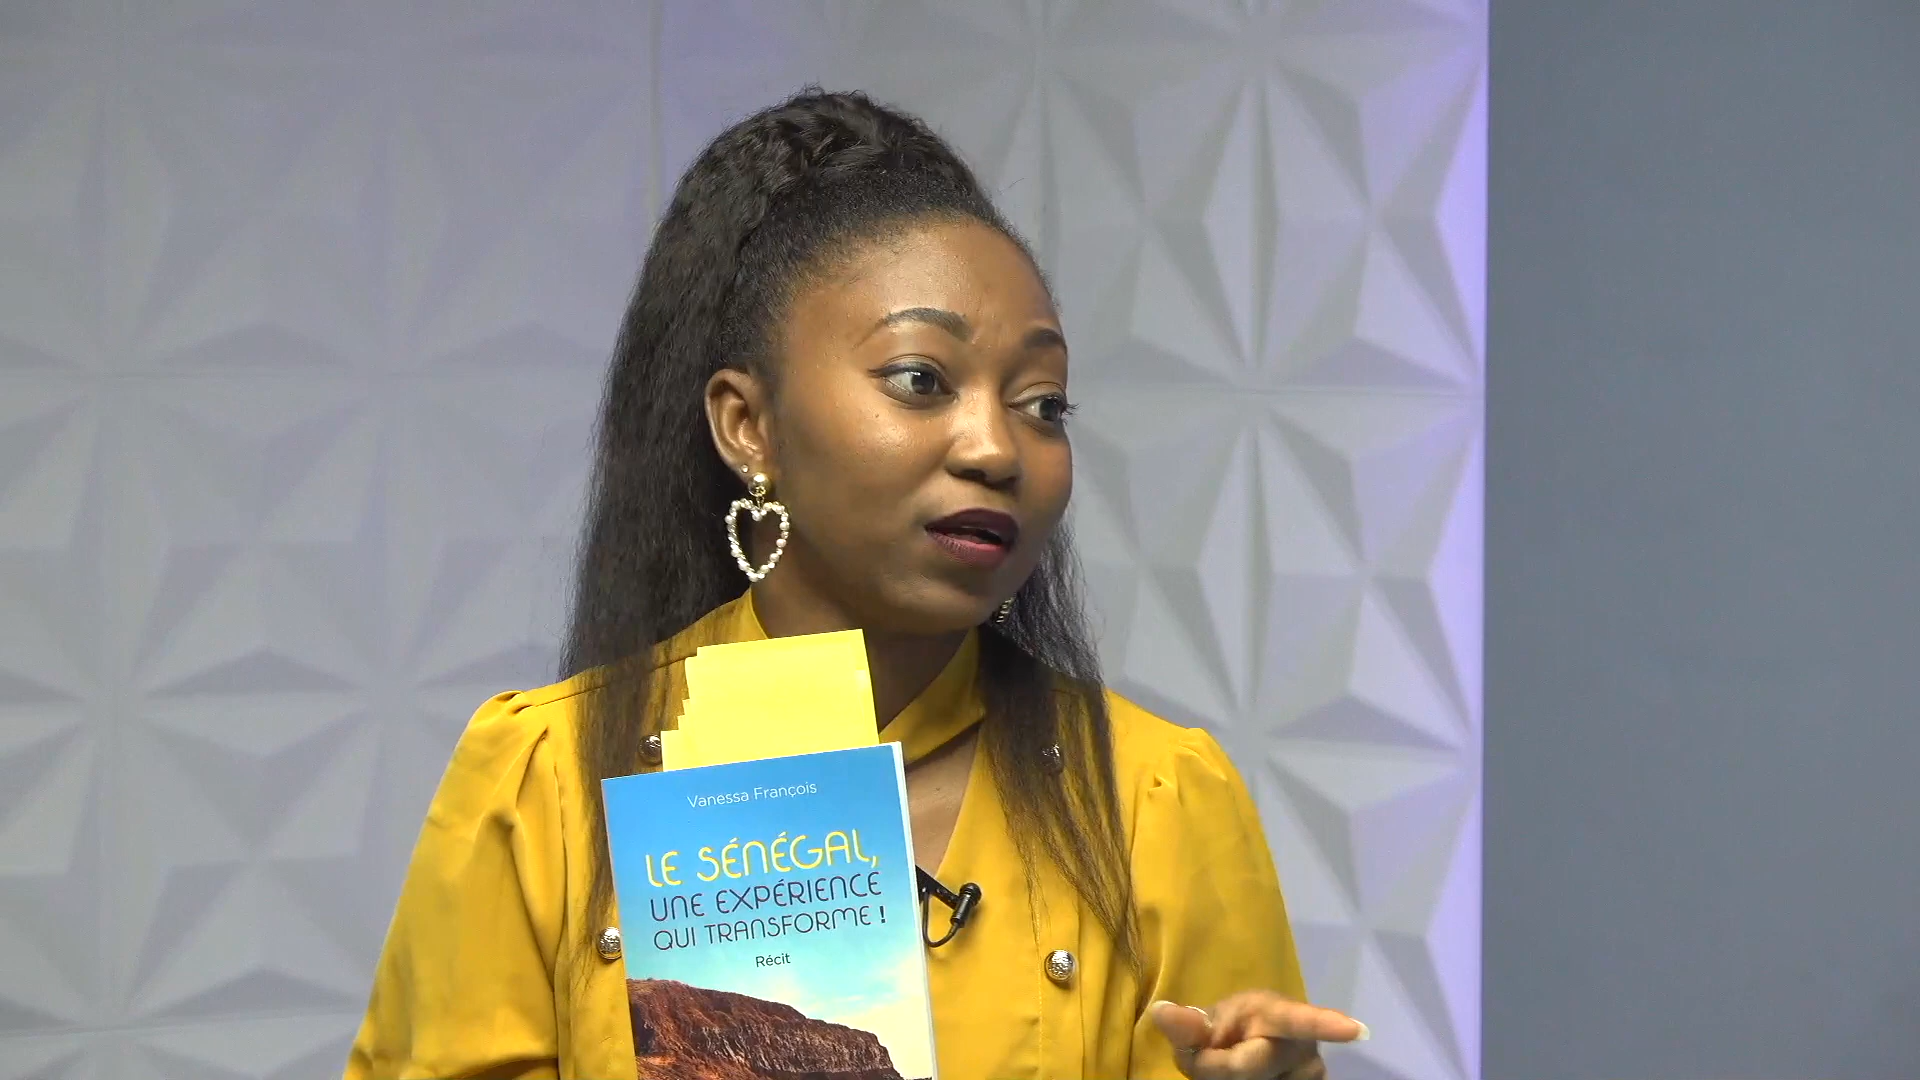 Vanessa François
LE SÉNÉGAL,
UNE EXPÉRIENCE
QUI TRANSFORME !
Récit